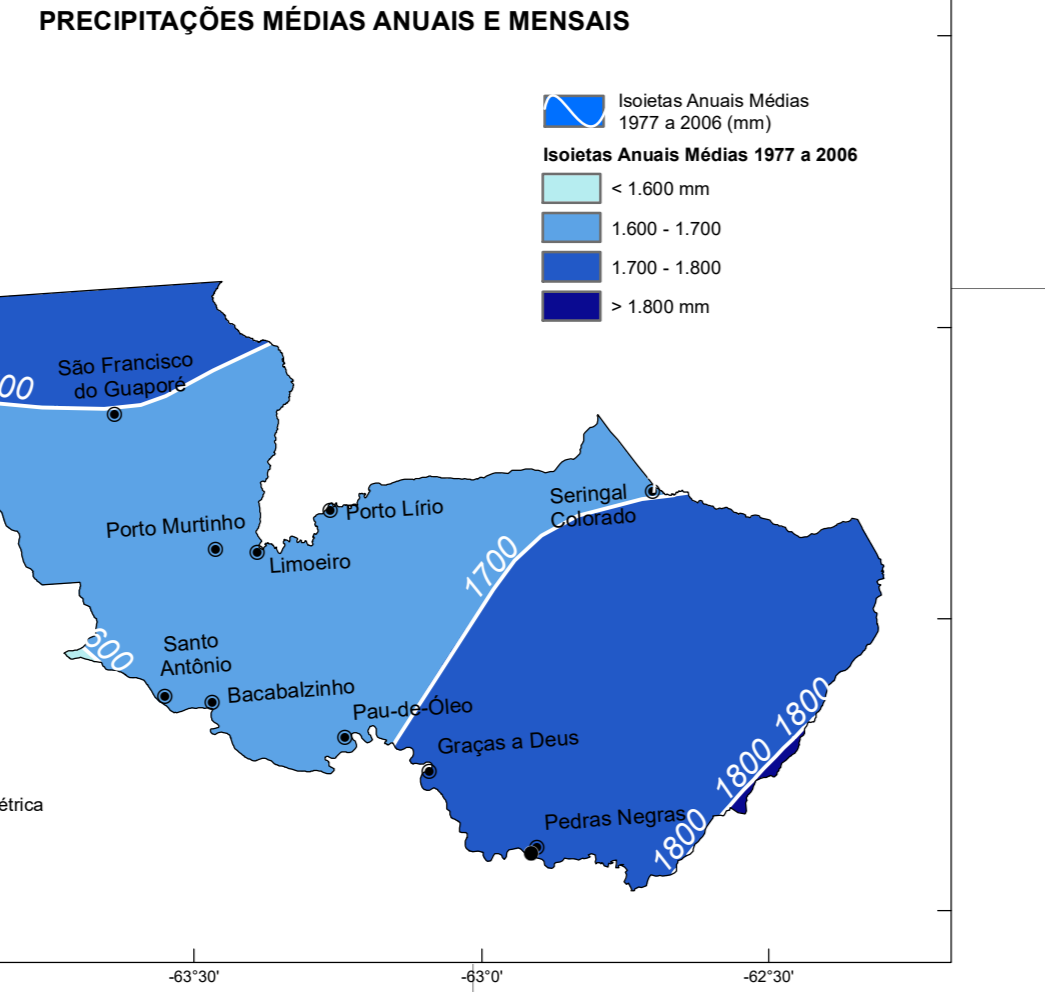 PRECIPITAÇÕES MÉDIAS ANUAIS E MENSAIS
Isoietas Anuais Médias
1977 a 2006 (mm)
Isoietas Anuais Médias 1977 a 2006
< 1.600 mm
1.600 - 1.700
1.700 - 1.800
> 1.800 mm
São Francisco
do Guaporé
00
Seringal
Colorado
Porto Lírio
Porto Murtinho
Limoeiro
1700
600
Santo
Antônio
Bacabalzinho
Pau-de-Óleo
Graças a Deus
1800
1800
1800
Pedras Negras
étrica
-63°30'
-63°0'
-62°30'